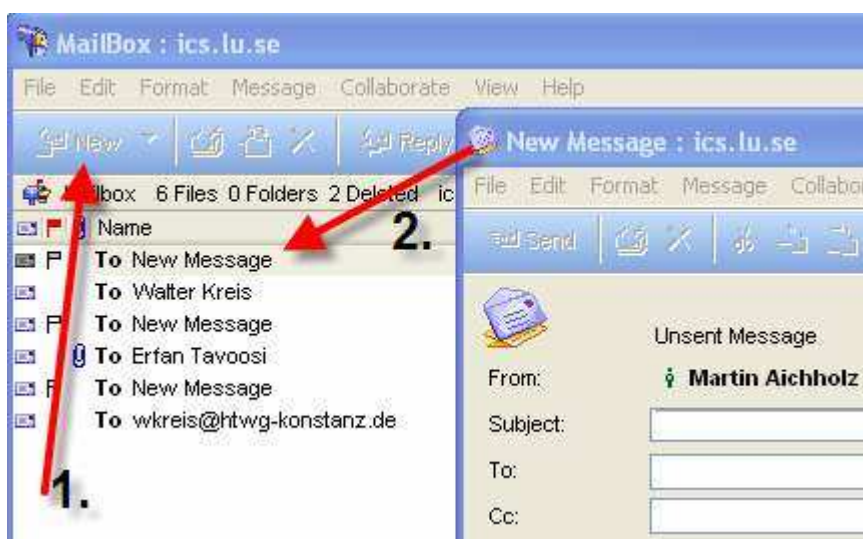 MailBox : ics.lu.se
File Edit Format Message Collaborate View Help
New Reply
Mailbox 6 Files 0 Folders 2 Deleted ic
Name
To New Message
To Walter Kreis
To New Message
To Erfan Tavoosi
To New Message
To wkreis@htwg-konstanz.de
1.
2.
New Message : ics.lu.se
File Edit Format Message Collabo
Send
Unsent Message
From: Martin Aichholz
Subject:
To:
Cc: